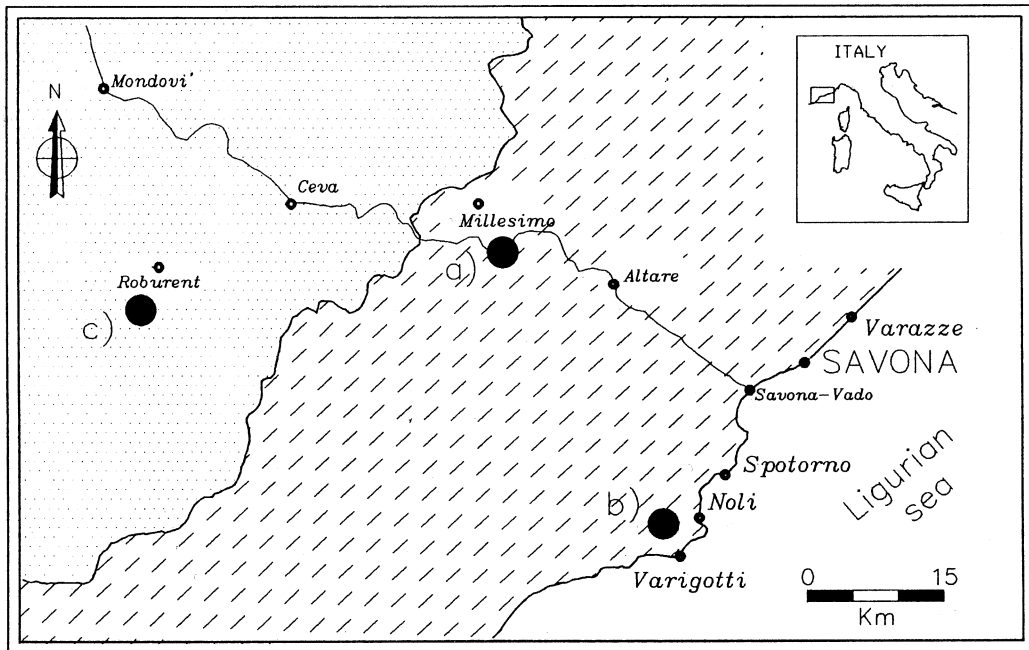 ITALY
Mondovi'
N
Ceva
Millesimo
a)
Roburent
c)
Altare
Varazze
SAVONA
Savona-Vado
Spotorno
b)
Noli
Ligurian
sea
Varigotti
0 15
Km